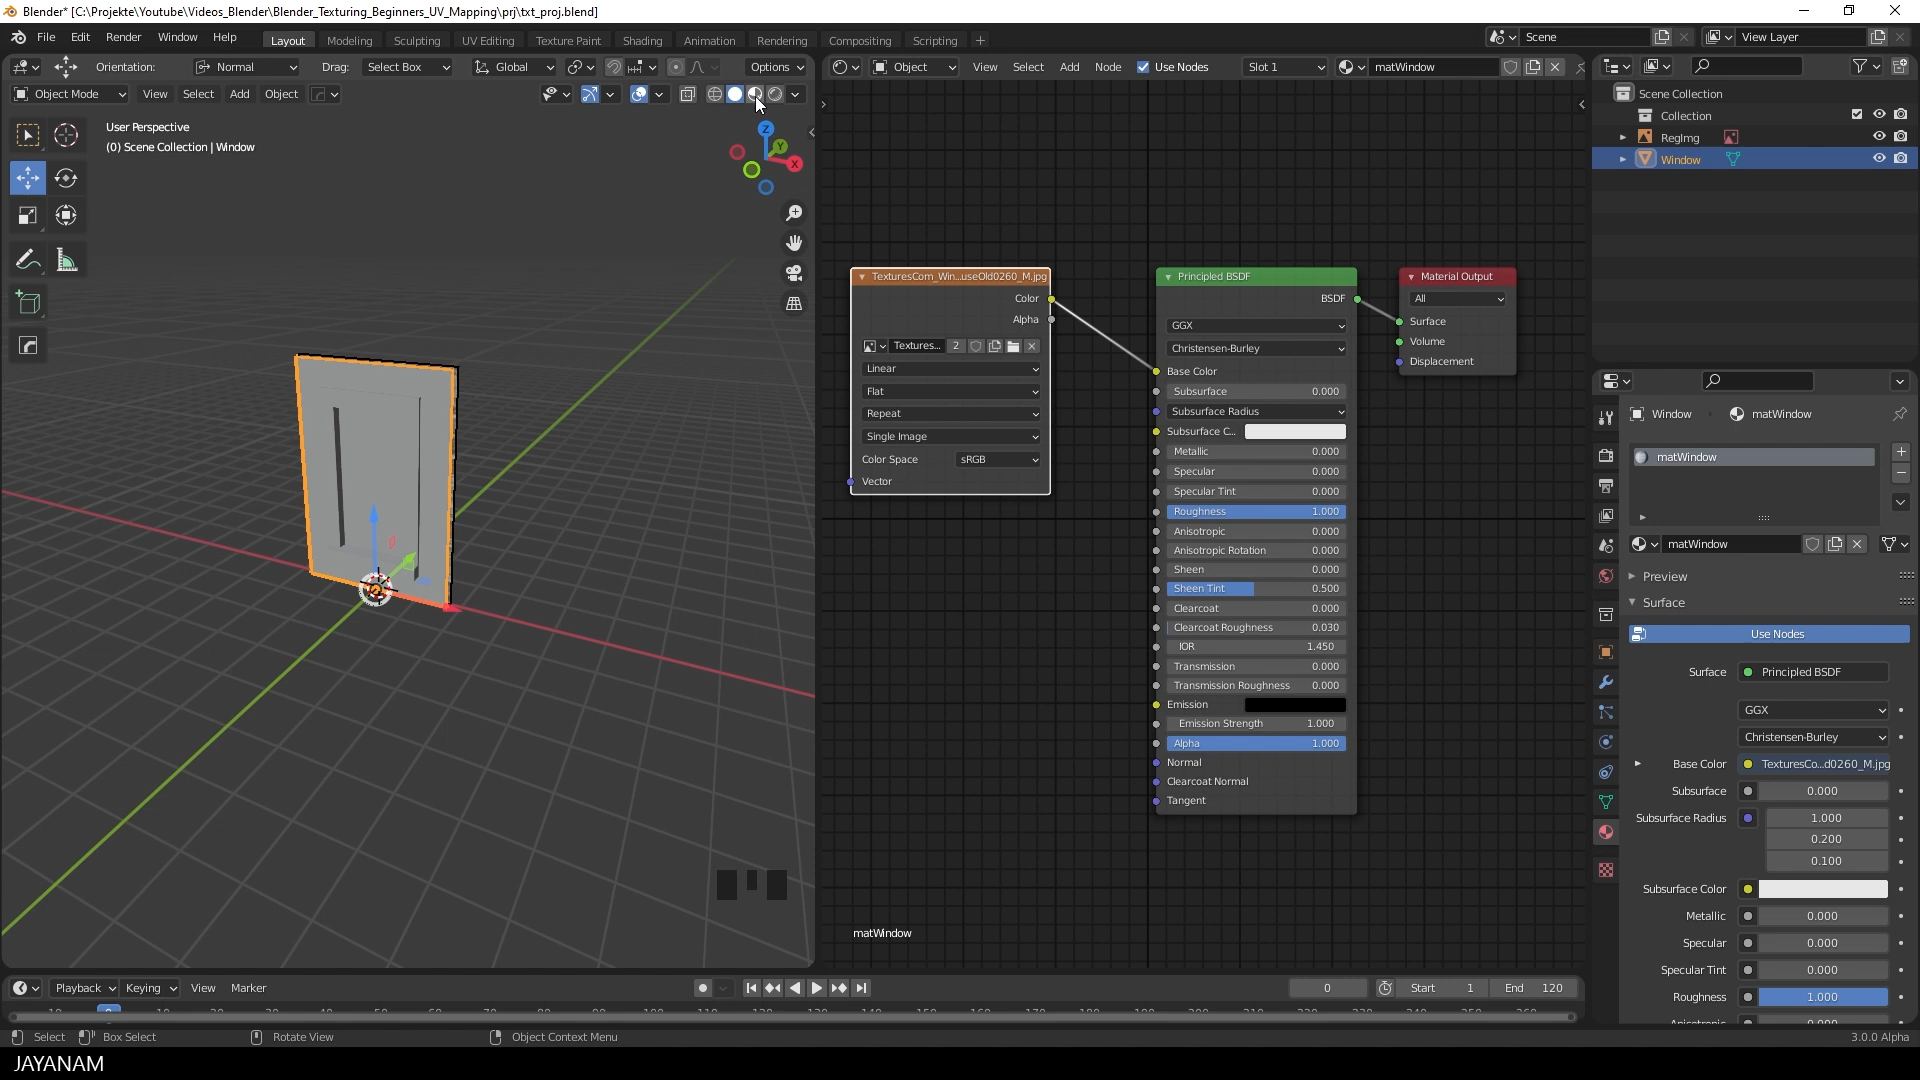 Blender* [C:\Projekte\Youtube\Videos_Blender\Blender_Texturing_Beginners_UV_Mapping\prj\txt_proj.blend]
File Edit Render Window Help
Layout Modeling Sculpting UV Editing Texture Paint Shading Animation Rendering Compositing Scripting +
Scene
View Layer
Orientation: Normal Drag: Select Box Global Options
Object View Select Add Node Use Nodes Slot 1 matWindow
Object Mode View Select Add Object
User Perspective
(0) Scene Collection | Window
Z
Y
X
Scene Collection
Collection
RegImg
Window
TexturesCom_Win...useOld0260_M.jpg
Color
Alpha
Textures... 2
Linear
Flat
Repeat
Single Image
Color Space sRGB
Vector
Principled BSDF
BSDF
GGX
Christensen-Burley
Base Color
Subsurface 0.000
Subsurface Radius
Subsurface C...
Metallic 0.000
Specular 0.000
Specular Tint 0.000
Roughness 1.000
Anisotropic 0.000
Anisotropic Rotation 0.000
Sheen 0.000
Sheen Tint 0.500
Clearcoat 0.000
Clearcoat Roughness 0.030
IOR 1.450
Transmission 0.000
Transmission Roughness 0.000
Emission
Emission Strength 1.000
Alpha 1.000
Normal
Clearcoat Normal
Tangent
Material Output
All
Surface
Volume
Displacement
matWindow
Window matWindow
matWindow
matWindow
Preview
Surface
Use Nodes
Surface Principled BSDF
GGX
Christensen-Burley
Base Color TexturesCo...d0260_M.jpg
Subsurface 0.000
Subsurface Radius 1.000
0.200
0.100
Subsurface Color
Metallic 0.000
Specular 0.000
Specular Tint 0.000
Roughness 1.000
Playback Keying View Marker
0 Start 1 End 120
Select Box Select Rotate View Object Context Menu
3.0.0 Alpha
JAYANAM